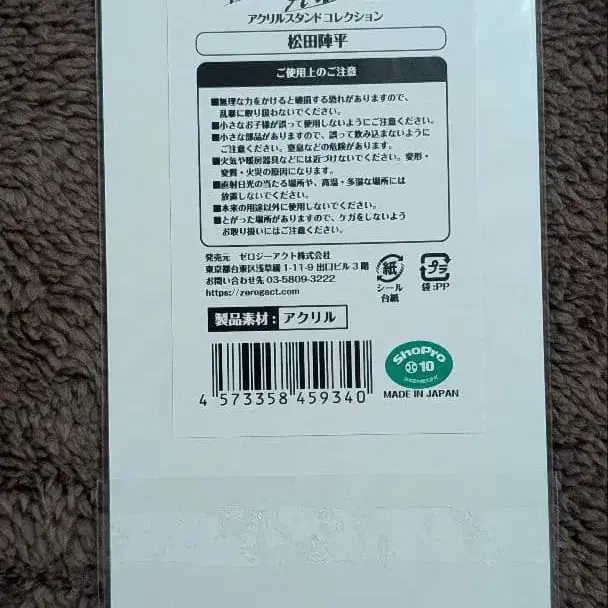 アクリルスタンドコレクション
松田陣平
ご使用上のご注意
■無理な力をかけると破損する恐れがありますので、
乱暴に取り扱わないでください。
■小さなお子様が誤って使用しないようにご注意ください。
■小さな部品がありますので、誤って飲み込まないように
ご注意ください。窒息などの危険があります。
■火気や暖房器具などには近づけないでください。変形・
変質・火災の原因になります。
■直射日光の当たる場所や、高温・多湿な場所には
放置しないでください。
■本来の用途以外に使用しないでください。
■とがった場所がありますので、ケガをしないよう
お取り扱いにはご注意ください。
発売元 ゼロジーアクト株式会社
東京都台東区浅草橋 1-11-9 出口ビル 3 階
お問い合わせ先 03-5809-3222
https://zerogact.com
紙
シール
台紙
プラ
袋:PP
製品素材:アクリル
4 573358 459340
ShoPro
10
MADE IN JAPAN